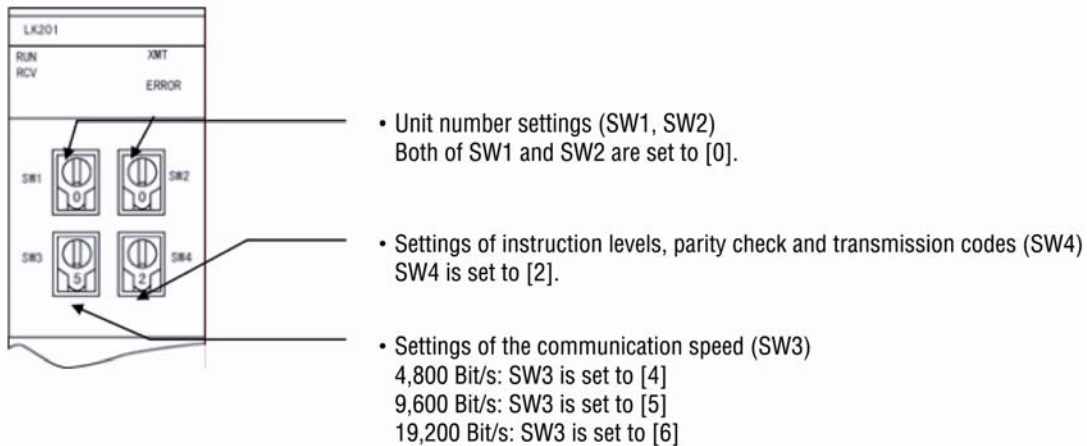 LK201
RUN XMT
RCV
ERROR
• Unit number settings (SW1, SW2)
Both of SW1 and SW2 are set to [0].
SW1 0 0 SW2
• Settings of instruction levels, parity check and transmission codes (SW4)
SW4 is set to [2].
SW3 5 2 SW4
• Settings of the communication speed (SW3)
4,800 Bit/s: SW3 is set to [4]
9,600 Bit/s: SW3 is set to [5]
19,200 Bit/s: SW3 is set to [6]